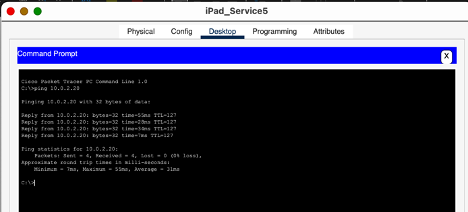 iPad_Service5
Physical Config Desktop Programming Attributes
Command Prompt X
Cisco Packet Tracer PC Command Line 1.0
C:\>ping 10.0.2.20
Pinging 10.0.2.20 with 32 bytes of data:
Reply from 10.0.2.20: bytes=32 time=55ms TTL=127
Reply from 10.0.2.20: bytes=32 time=28ms TTL=127
Reply from 10.0.2.20: bytes=32 time=36ms TTL=127
Reply from 10.0.2.20: bytes=32 time=7ms TTL=127
Ping statistics for 10.0.2.20:
Packets: Sent = 4, Received = 4, Lost = 0 (0% loss),
Approximate round trip times in milli-seconds:
Minimum = 7ms, Maximum = 55ms, Average = 31ms
C:\>